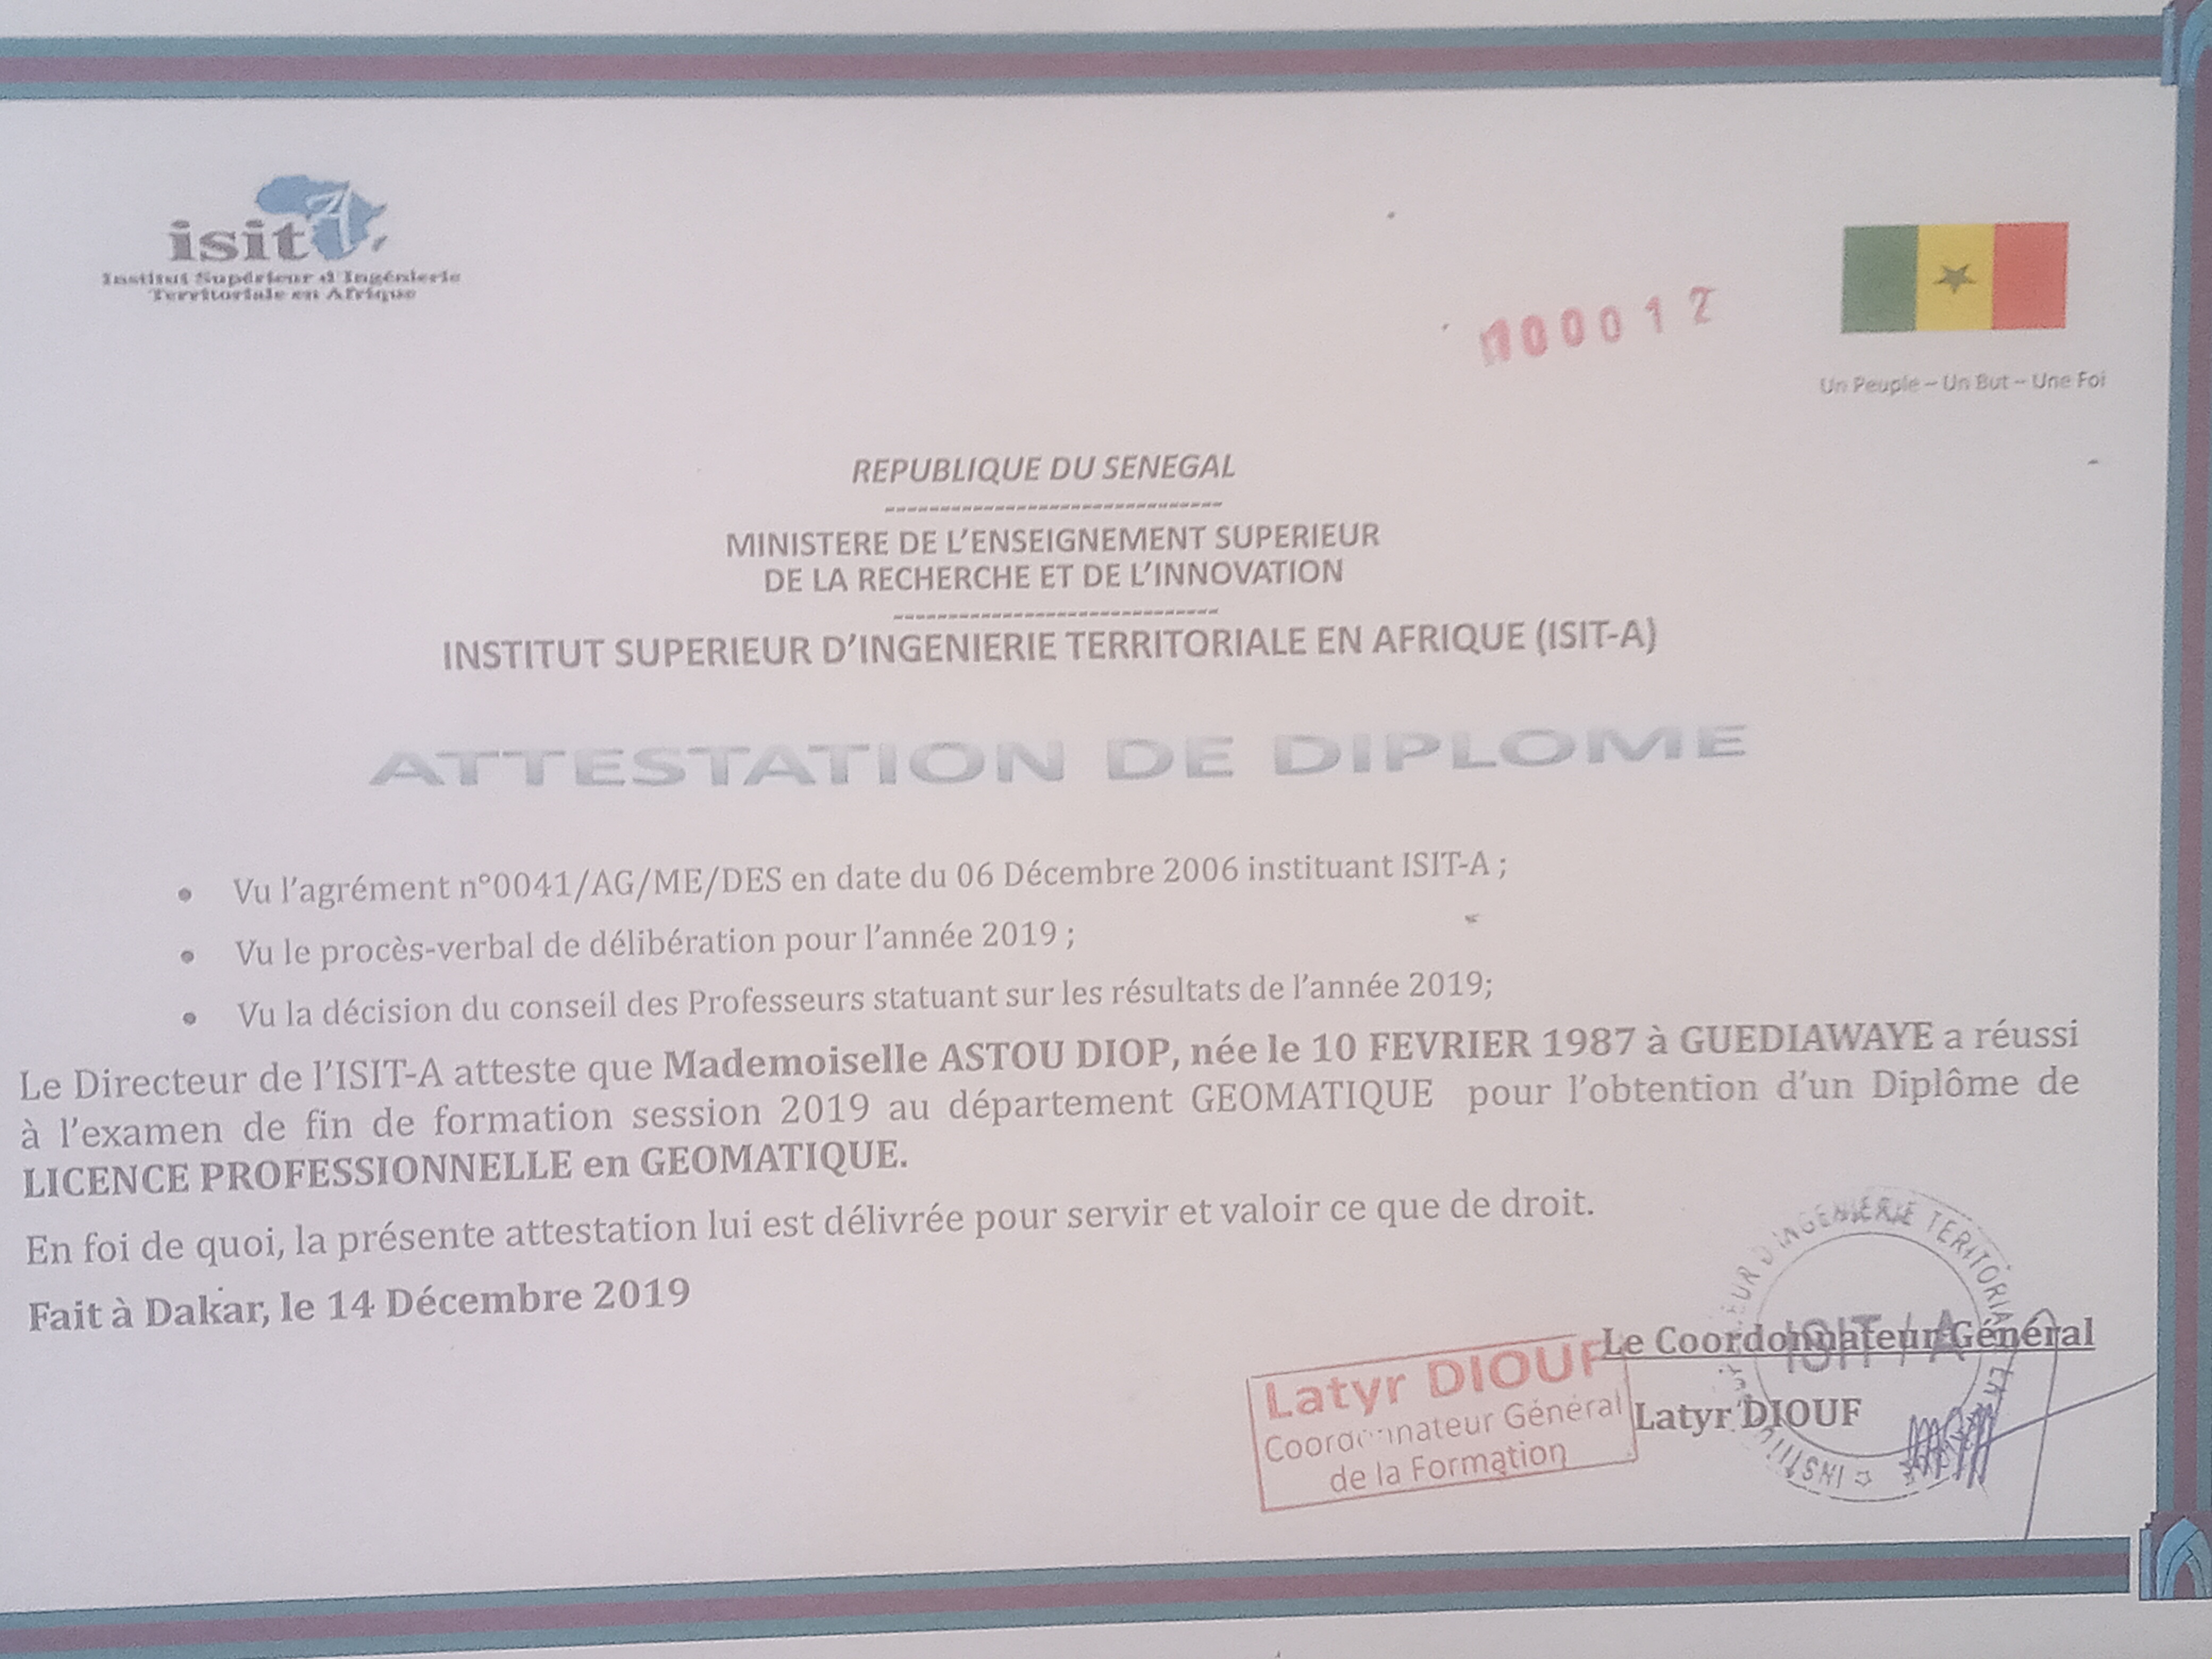 isit A
Institut Supérieur d'Ingénierie
Territoriale en Afrique
Un Peuple – Un But – Une Foi
REPUBLIQUE DU SENEGAL
------------------------------
MINISTERE DE L'ENSEIGNEMENT SUPERIEUR
DE LA RECHERCHE ET DE L'INNOVATION
-----------------------------
INSTITUT SUPERIEUR D'INGENIERIE TERRITORIALE EN AFRIQUE (ISIT-A)
ATTESTATION DE DIPLOME
• Vu l'agrément n°0041/AG/ME/DES en date du 06 Décembre 2006 instituant ISIT-A ;
• Vu le procès-verbal de délibération pour l'année 2019 ;
• Vu la décision du conseil des Professeurs statuant sur les résultats de l'année 2019;
Le Directeur de l'ISIT-A atteste que Mademoiselle ASTOU DIOP, née le 10 FEVRIER 1987 à GUEDIAWAYE a réussi
à l'examen de fin de formation session 2019 au département GEOMATIQUE pour l'obtention d'un Diplôme de
LICENCE PROFESSIONNELLE en GEOMATIQUE.
En foi de quoi, la présente attestation lui est délivrée pour servir et valoir ce que de droit.
Fait à Dakar, le 14 Décembre 2019
Le Coordonnateur Général
Latyr DIOUF
Latyr DIOUF
Coordonnateur Général
de la Formation
D'INGENIERIE TERITORIALE EN
ISIT / A